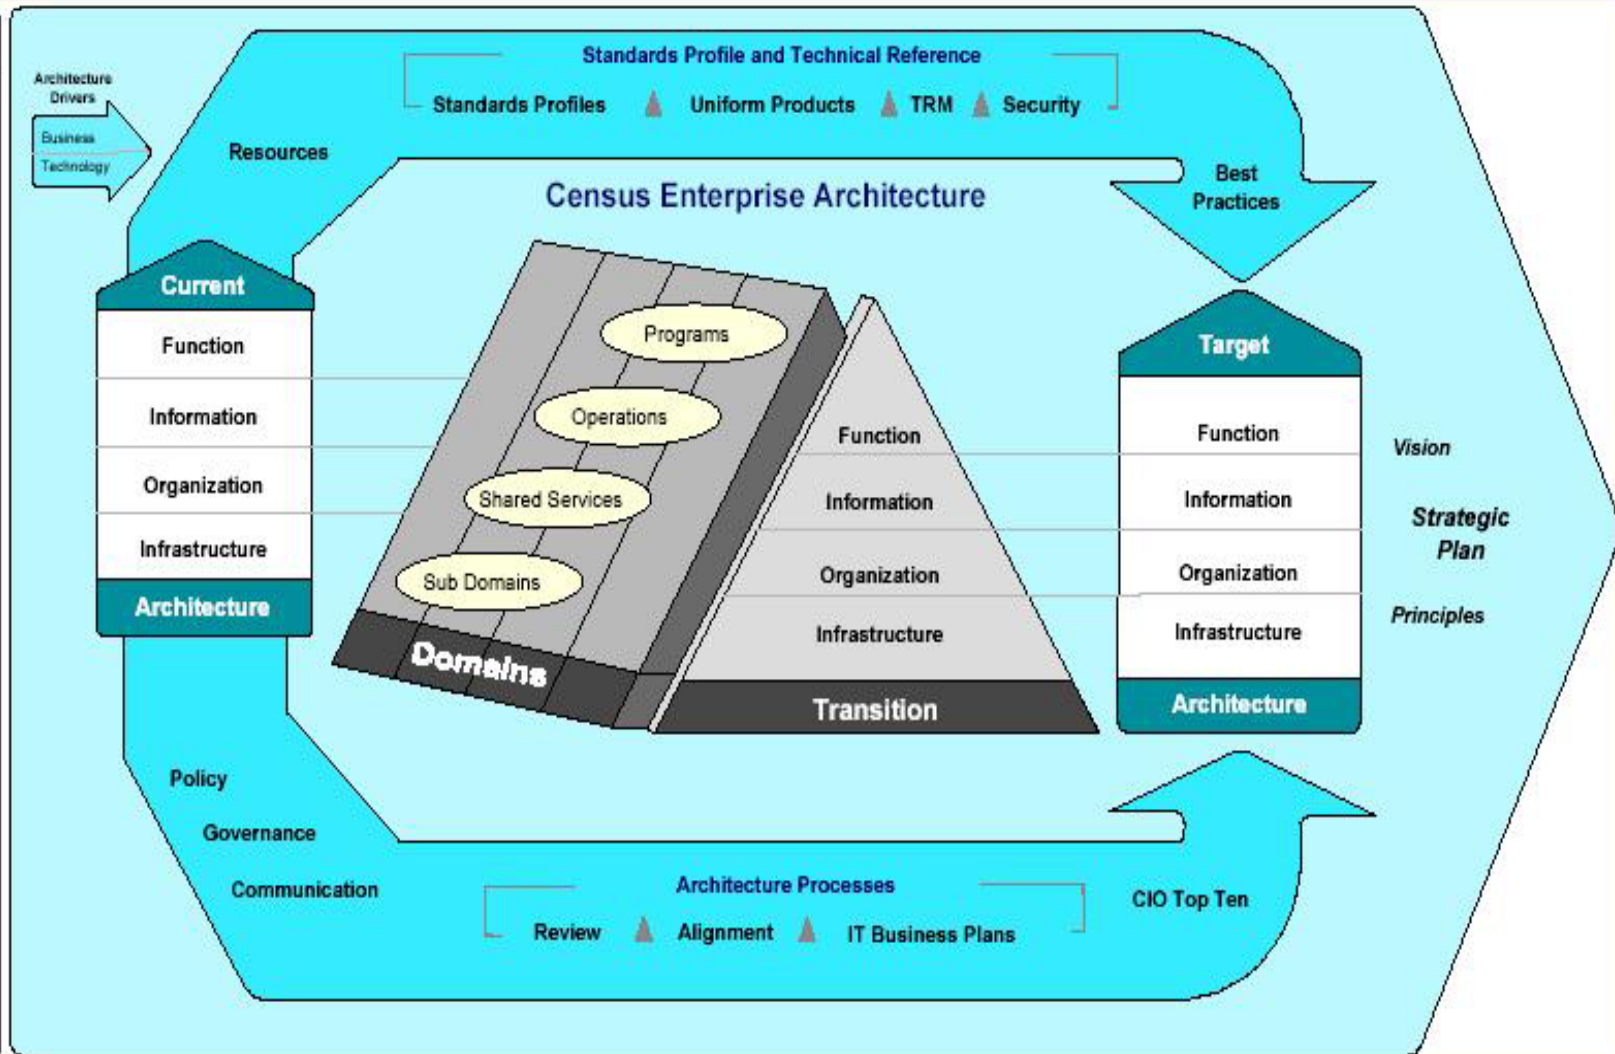 Standards Profile and Technical Reference
Standards Profiles Uniform Products TRM Security
Architecture
Drivers
Business
Technology
Resources
Best
Practices
Census Enterprise Architecture
Current
Function
Information
Organization
Infrastructure
Architecture
Programs
Operations
Shared Services
Sub Domains
Domains
Function
Information
Organization
Infrastructure
Transition
Target
Function
Information
Organization
Infrastructure
Architecture
Vision
Strategic
Plan
Principles
Policy
Governance
Communication
Architecture Processes
Review Alignment IT Business Plans
CIO Top Ten